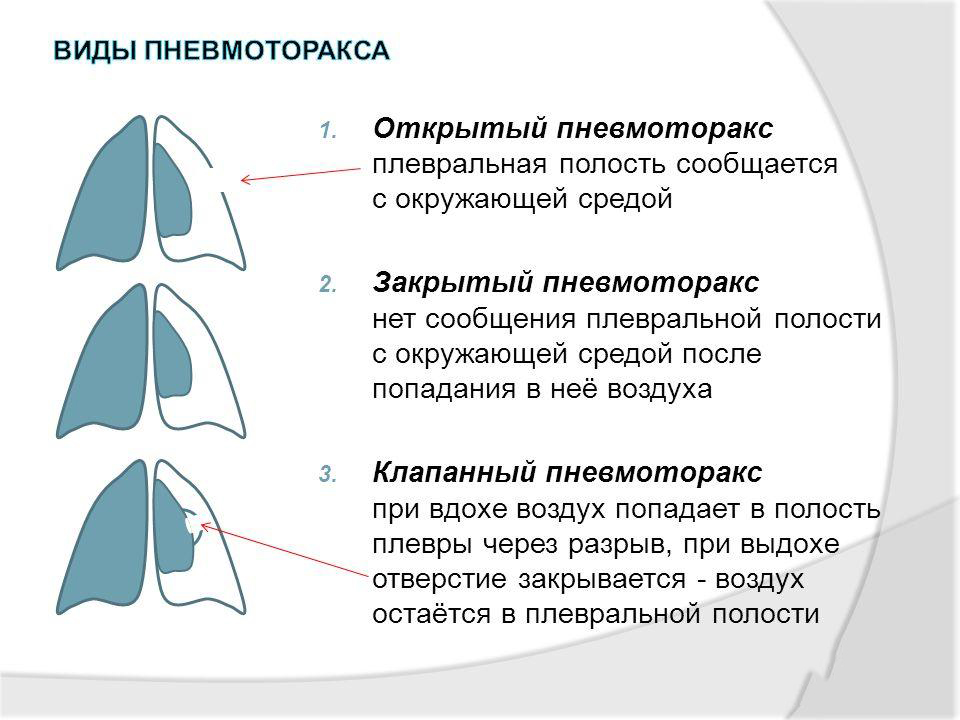 ВИДЫ ПНЕВМОТОРАКСА
1. Открытый пневмоторакс
плевральная полость сообщается
с окружающей средой
2. Закрытый пневмоторакс
нет сообщения плевральной полости
с окружающей средой после
попадания в неё воздуха
3. Клапанный пневмоторакс
при вдохе воздух попадает в полость
плевры через разрыв, при выдохе
отверстие закрывается - воздух
остаётся в плевральной полости